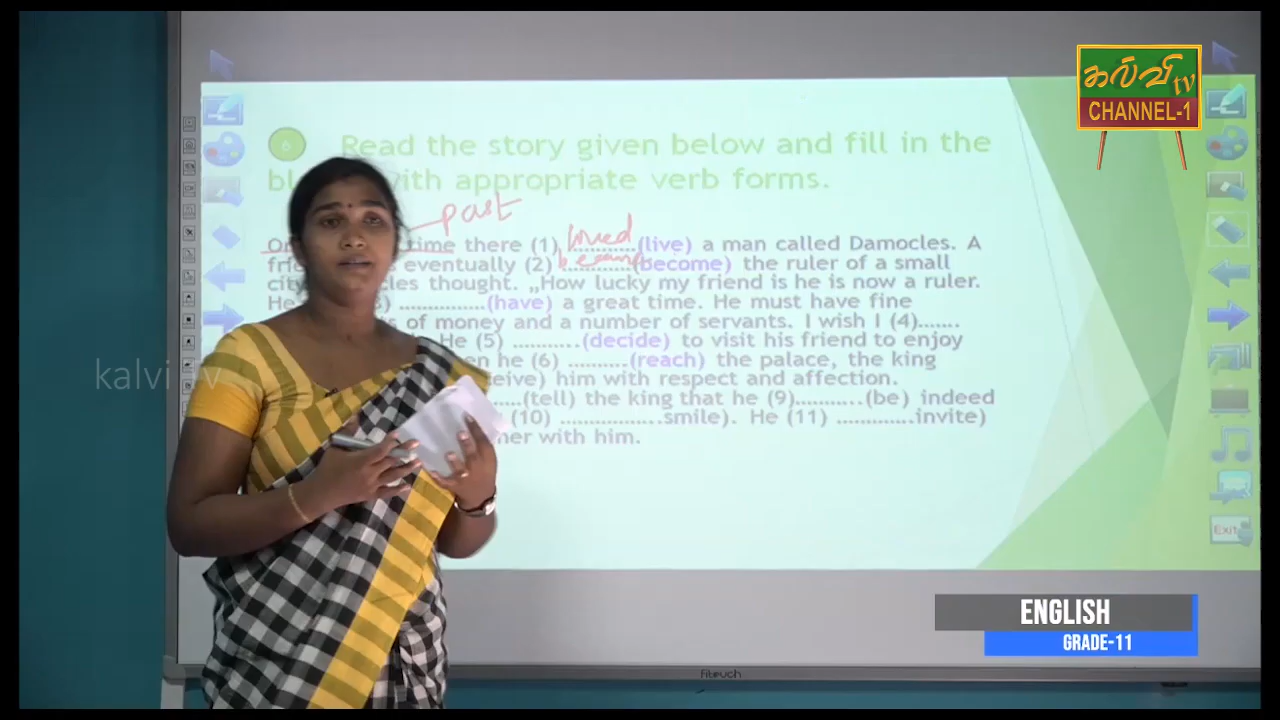 கல்வி tv
CHANNEL-1
6 Read the story given below and fill in the
with appropriate verb forms.
past
lived
time there (1) ............(live) a man called Damocles. A
became
eventually (2) ............(become) the ruler of a small
thought. „How lucky my friend is he is now a ruler.
...............(have) a great time. He must have fine
of money and a number of servants. I wish I (4).......
He (5) ............(decide) to visit his friend to enjoy
he (6) ..........(reach) the palace, the king
him with respect and affection.
.....(tell) the king that he (9)............(be) indeed
(10) ..................smile). He (11) .............invite)
with him.
kalvi tv
Exit
fitouch
ENGLISH
GRADE-11